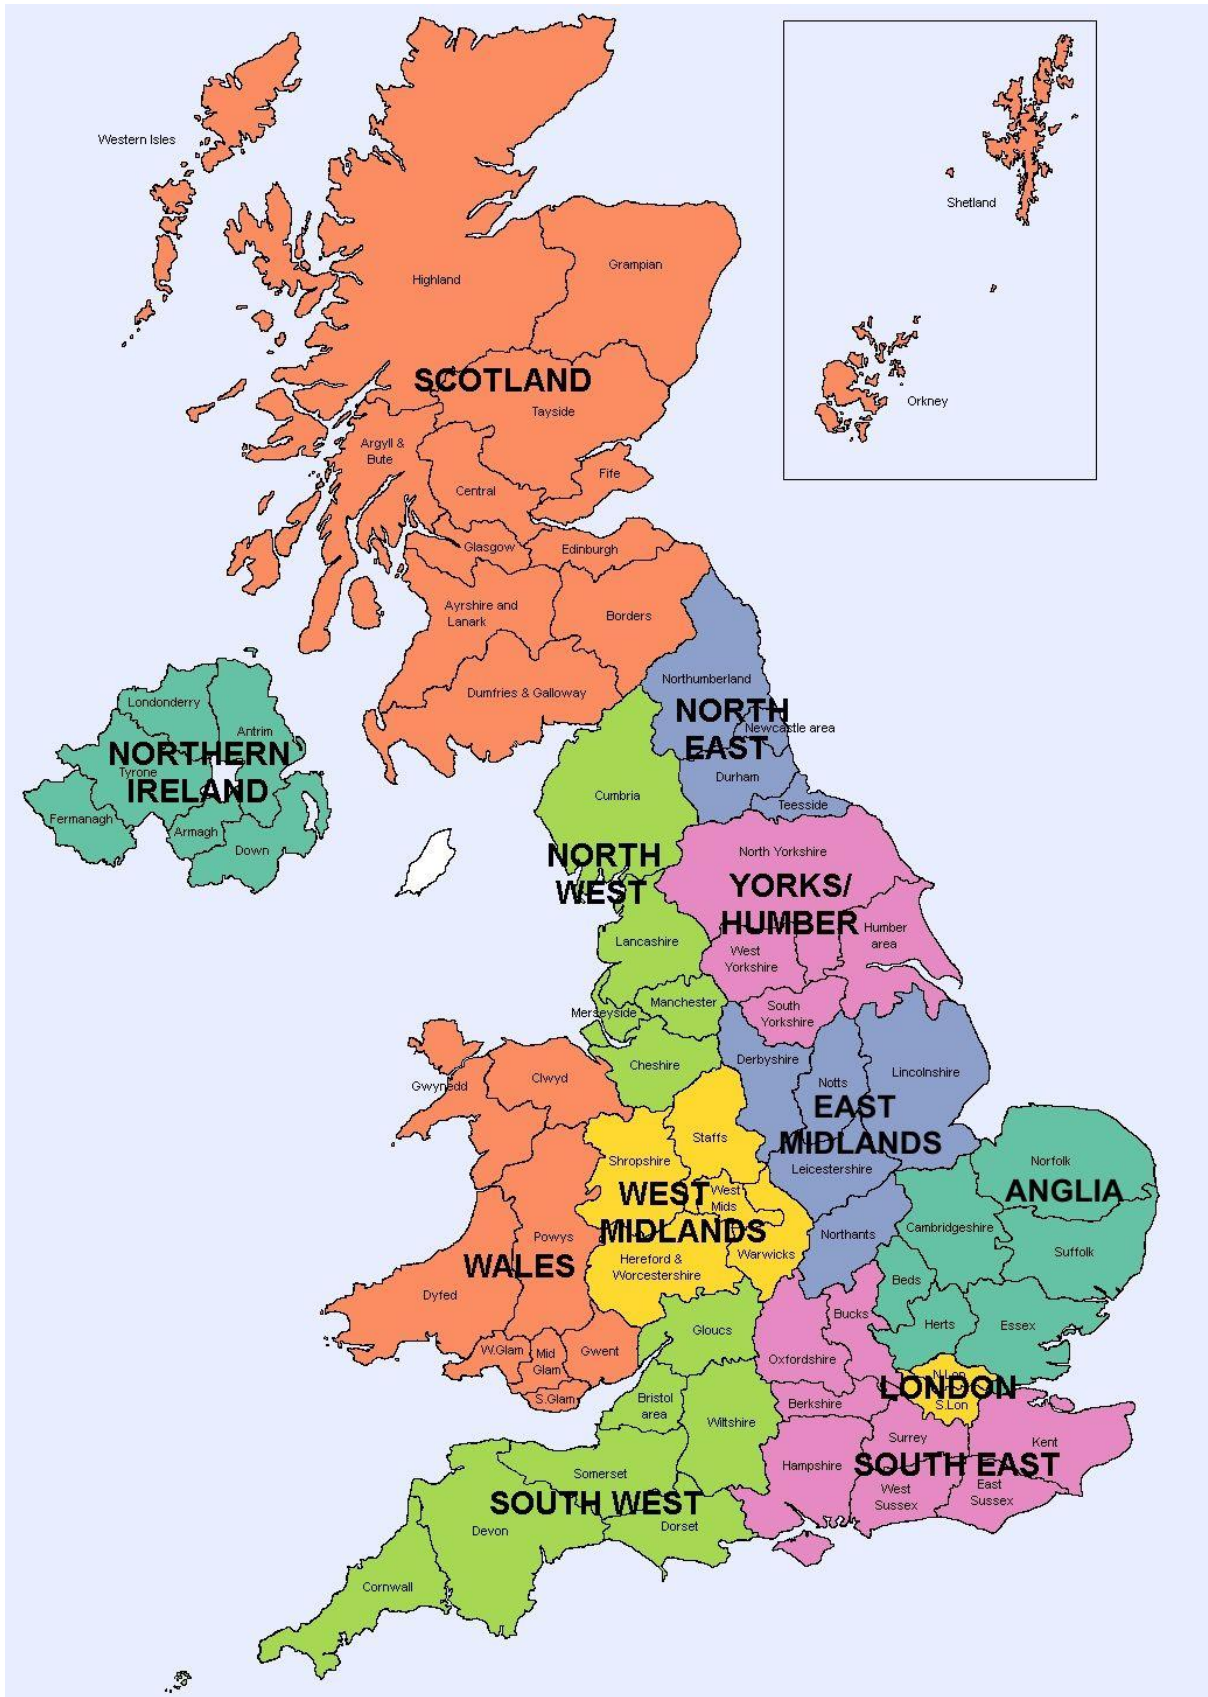 Western Isles
Shetland
Grampian
Highland
SCOTLAND
Orkney
Tayside
Argyll &
Bute
Fife
Central
Glasgow
Edinburgh
Ayrshire and
Lanark
Borders
Northumberland
Dumfries & Galloway
Londonderry
NORTH
EAST
Newcastle area
Antrim
NORTHERN
IRELAND
Tyrone
Durham
Cumbria
Teesside
Fermanagh
Armagh
Down
North Yorkshire
NORTH
WEST
YORKS/
HUMBER
Humber
area
Lancashire
West
Yorkshire
Manchester
Merseyside
South
Yorkshire
Derbyshire
Cheshire
Lincolnshire
Clwyd
Gwynedd
Notts
EAST
MIDLANDS
Staffs
Shropshire
Leicestershire
Norfolk
ANGLIA
WEST
MIDLANDS
West
Mids
Cambridgeshire
Northants
Powys
Warwicks
Suffolk
Hereford &
Worcestershire
WALES
Beds
Dyfed
Bucks
Herts
Essex
Gloucs
W.Glam
Mid
Glam
Gwent
Oxfordshire
N.Lon
LONDON
S.Lon
S.Glam
Bristol
area
Berkshire
Wiltshire
Surrey
Kent
Hampshire
SOUTH EAST
Somerset
West
Sussex
East
Sussex
SOUTH WEST
Devon
Dorset
Cornwall